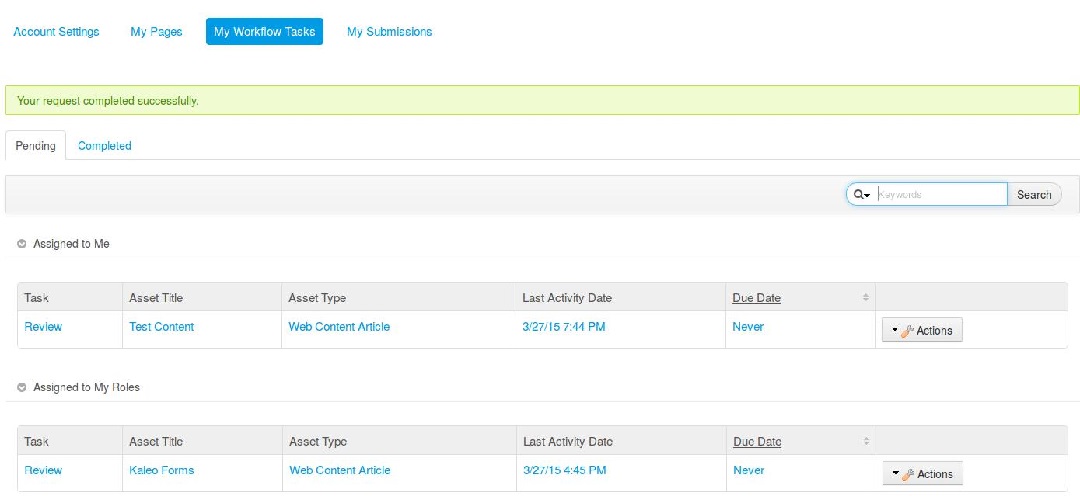 Account Settings My Pages My Workflow Tasks My Submissions
Your request completed successfully.
Pending Completed
Keywords Search
Assigned to Me
Task Asset Title Asset Type Last Activity Date Due Date
Review Test Content Web Content Article 3/27/15 7:44 PM Never Actions
Assigned to My Roles
Task Asset Title Asset Type Last Activity Date Due Date
Review Kaleo Forms Web Content Article 3/27/15 4:45 PM Never Actions